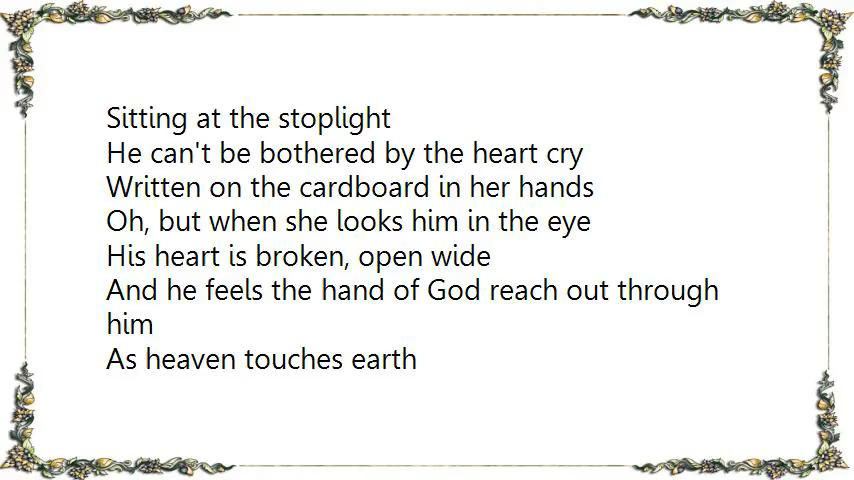 Sitting at the stoplight
He can't be bothered by the heart cry
Written on the cardboard in her hands
Oh, but when she looks him in the eye
His heart is broken, open wide
And he feels the hand of God reach out through
him
As heaven touches earth